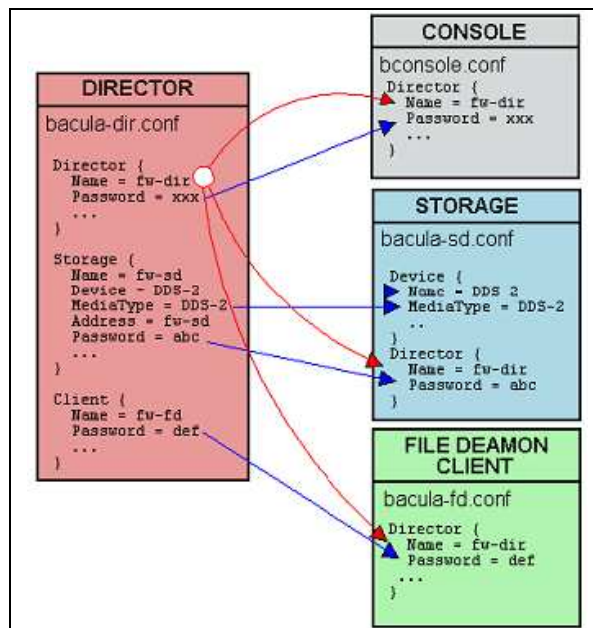 DIRECTOR
bacula-dir.conf
Director {
Name = fw-dir
Password = xxx
...
}
Storage {
Name = fw-sd
Device - DDS-2
MediaType = DDS-2
Address = fw-sd
Password = abc
...
}
Client {
Name = fw-fd
Password = def
...
}
CONSOLE
bconsole.conf
Director {
Name = fw-dir
Password = xxx
...
}
STORAGE
bacula-sd.conf
Device {
Name - DDS 2
MediaType = DDS-2
..
}
Director {
Name = fw-dir
Password = abc
}
FILE DEAMON
CLIENT
bacula-fd.conf
Director {
Name = fw-dir
Password = def
...
}